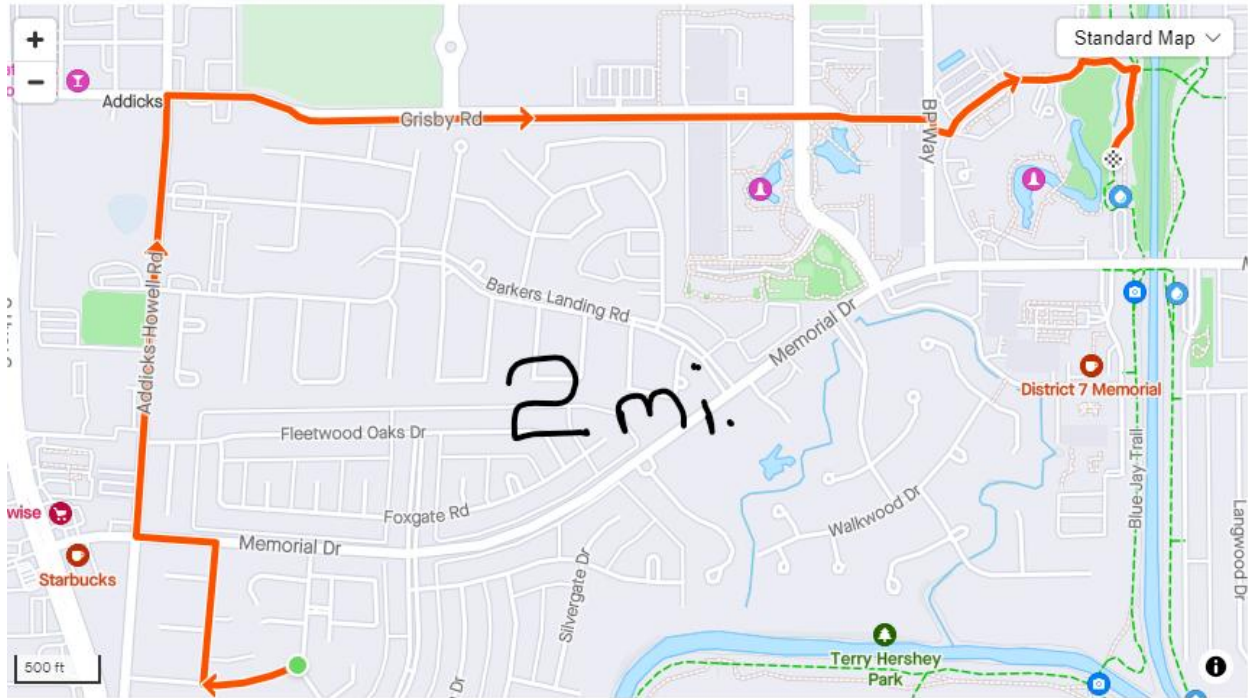 +
Standard Map
−
Addicks
Grisby Rd
BP Way
Addicks-Howell Rd
Barkers Landing Rd
Memorial Dr
2 mi.
District 7 Memorial
Fleetwood Oaks Dr
Foxgate Rd
Walkwood Dr
Blue Jay Trail
Langwood Dr
wise
Memorial Dr
Starbucks
Silvergate Dr
500 ft
Dr
Terry Hershey
Park